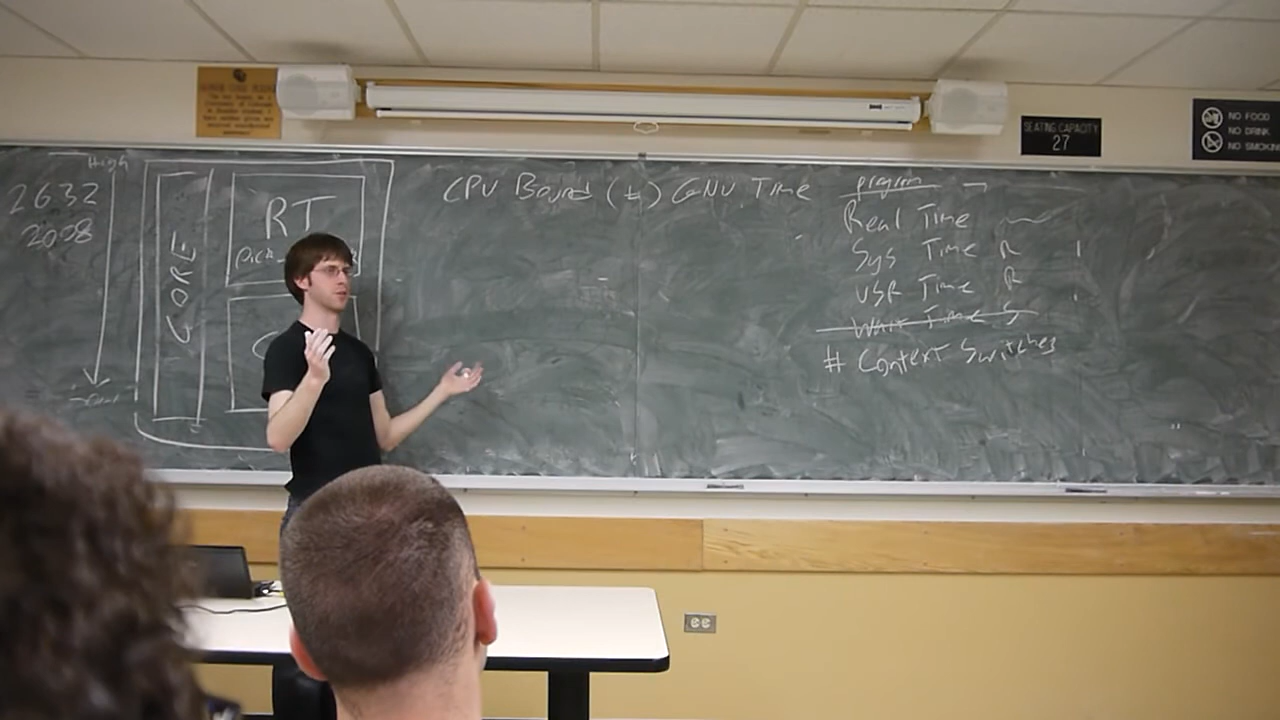 High
2632
2008
CORE
RT
CPU Bound (#) GNU Time
program
Real Time
Sys Time R
USR Time R
Wait Time S
# Context Switches
SEATING CAPACITY
27
NO FOOD
NO DRINK
NO SMOKIN